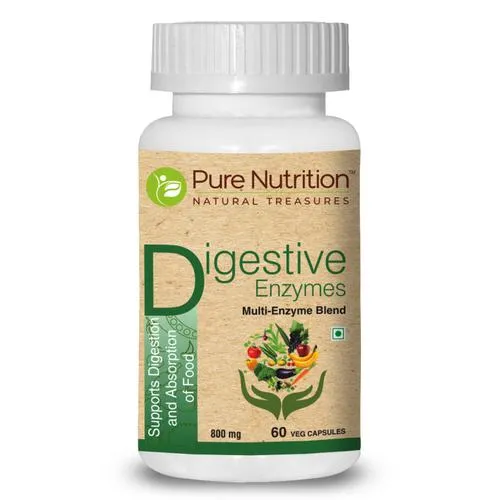 Pure Nutrition™
NATURAL TREASURES
Digestive
Enzymes
Multi-Enzyme Blend
Supports Digestion
and Absorption
of Food
800 mg
60 VEG CAPSULES